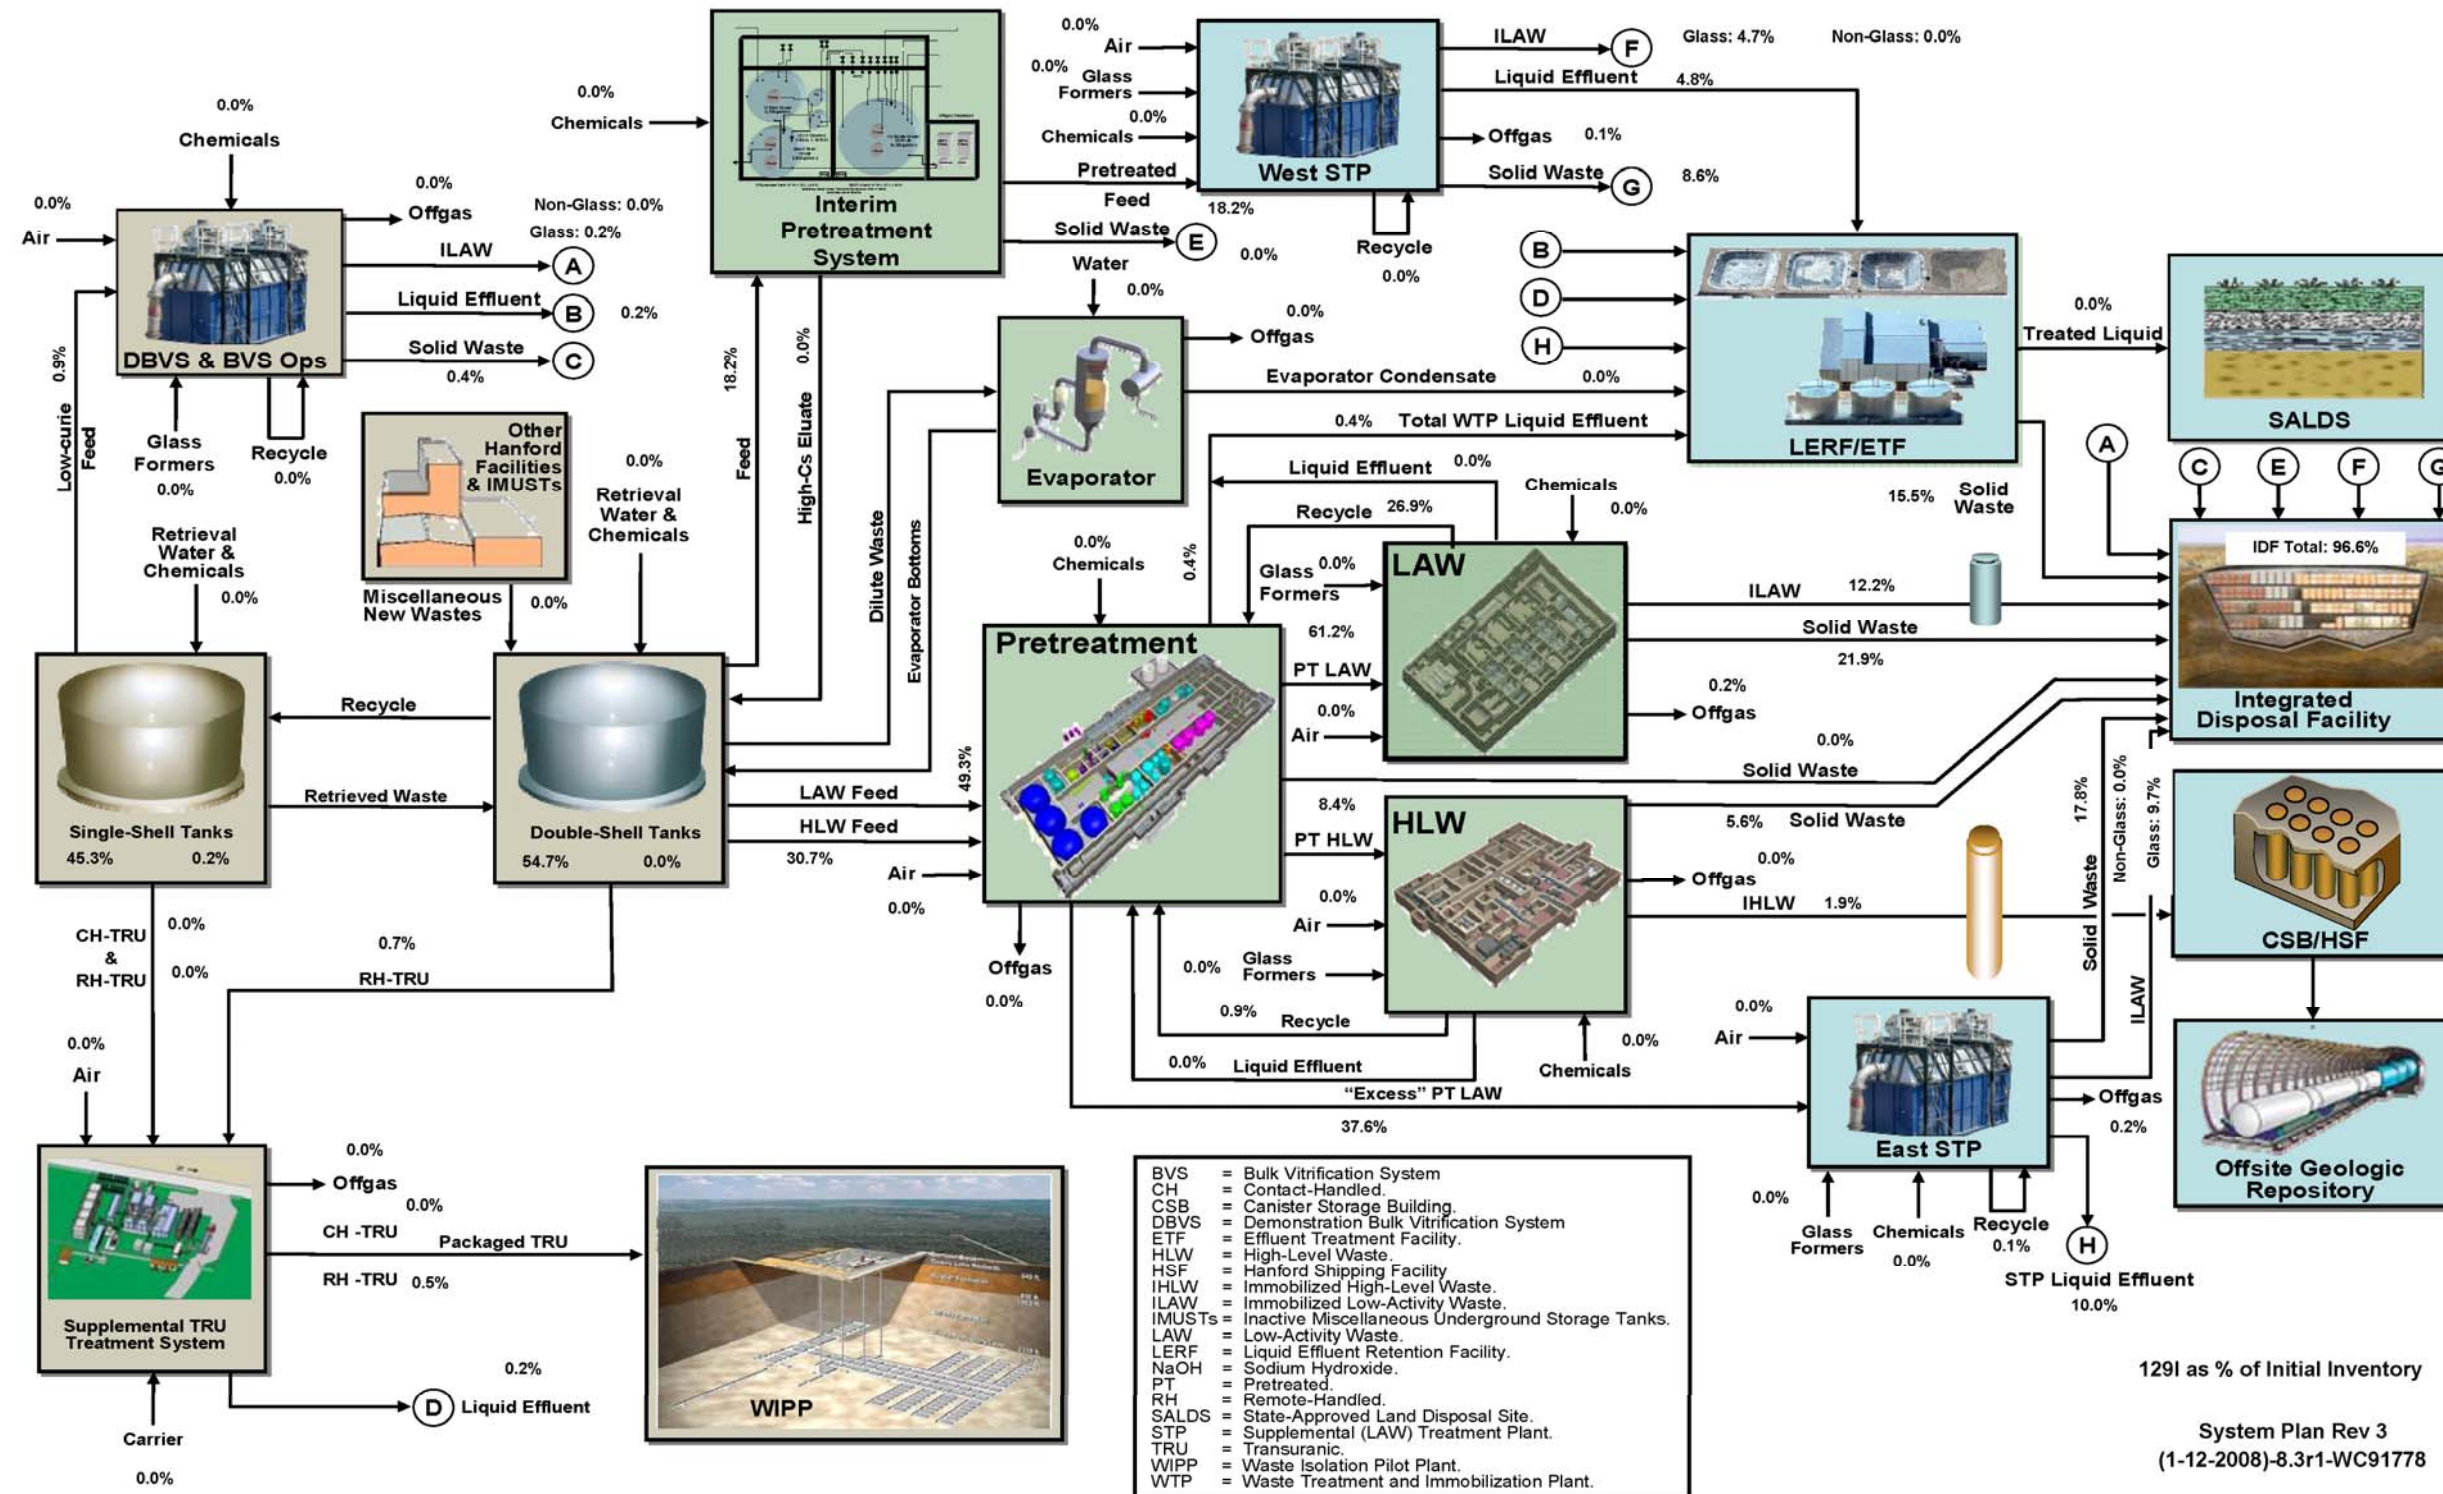 0.0%
Chemicals
0.0%
Air
0.0%
Offgas
Non-Glass: 0.0%
Glass: 0.2%
ILAW
A
Liquid Effluent
B
0.2%
Solid Waste
C
0.4%
DBVS & BVS Ops
0.9%
Low-curie
Feed
Glass
Formers
0.0%
Recycle
0.0%
0.0%
Chemicals
Interim
Pretreatment
System
Pretreated
Feed
18.2%
Solid Waste
E
0.0%
Feed
18.2%
High-Cs Eluate
0.0%
0.0%
Air
0.0%
Glass
Formers
0.0%
Chemicals
West STP
ILAW
F
Glass: 4.7%
Non-Glass: 0.0%
Liquid Effluent
4.8%
Offgas
0.1%
Solid Waste
G
8.6%
Recycle
0.0%
Water
0.0%
0.0%
Offgas
Evaporator
Evaporator Condensate
0.0%
Dilute Waste
Evaporator Bottoms
B
D
H
0.4%
Total WTP Liquid Effluent
LERF/ETF
0.0%
Treated Liquid
SALDS
15.5%
Solid
Waste
A
C
E
F
G
IDF Total: 96.6%
Integrated
Disposal Facility
Other
Hanford
Facilities
& IMUSTs
Miscellaneous
New Wastes
0.0%
0.0%
Retrieval
Water &
Chemicals
Retrieval
Water &
Chemicals
0.0%
Single-Shell Tanks
45.3%
0.2%
Recycle
Retrieved Waste
Double-Shell Tanks
54.7%
0.0%
LAW Feed
49.3%
HLW Feed
30.7%
Air
0.0%
0.0%
Chemicals
0.4%
Pretreatment
Offgas
0.0%
Liquid Effluent
0.0%
Recycle
26.9%
Chemicals
0.0%
Glass
Formers
0.0%
61.2%
PT LAW
0.0%
Air
LAW
ILAW
12.2%
Solid Waste
21.9%
0.2%
Offgas
0.0%
Solid Waste
8.4%
PT HLW
0.0%
Air
0.0%
Glass
Formers
HLW
5.6%
Solid Waste
0.0%
Offgas
IHLW
1.9%
0.9%
Recycle
0.0%
Liquid Effluent
0.0%
Chemicals
“Excess” PT LAW
37.6%
CSB/HSF
Offsite Geologic
Repository
Solid Waste
17.8%
Non-Glass: 0.0%
Glass: 9.7%
ILAW
0.0%
Air
East STP
Offgas
0.2%
0.0%
Glass
Formers
Chemicals
0.0%
Recycle
0.1%
H
STP Liquid Effluent
10.0%
CH-TRU
&
RH-TRU
0.0%
0.0%
0.7%
RH-TRU
0.0%
Air
Supplemental TRU
Treatment System
0.0%
Offgas
0.0%
CH -TRU
Packaged TRU
RH -TRU
0.5%
0.2%
D
Liquid Effluent
Carrier
0.0%
WIPP
BVS = Bulk Vitrification System
CH = Contact-Handled.
CSB = Canister Storage Building.
DBVS = Demonstration Bulk Vitrification System
ETF = Effluent Treatment Facility.
HLW = High-Level Waste.
HSF = Hanford Shipping Facility
IHLW = Immobilized High-Level Waste.
ILAW = Immobilized Low-Activity Waste.
IMUSTs = Inactive Miscellaneous Underground Storage Tanks.
LAW = Low-Activity Waste.
LERF = Liquid Effluent Retention Facility.
NaOH = Sodium Hydroxide.
PT = Pretreated.
RH = Remote-Handled.
SALDS = State-Approved Land Disposal Site.
STP = Supplemental (LAW) Treatment Plant.
TRU = Transuranic.
WIPP = Waste Isolation Pilot Plant.
WTP = Waste Treatment and Immobilization Plant.
129I as % of Initial Inventory
System Plan Rev 3
(1-12-2008)-8.3r1-WC91778